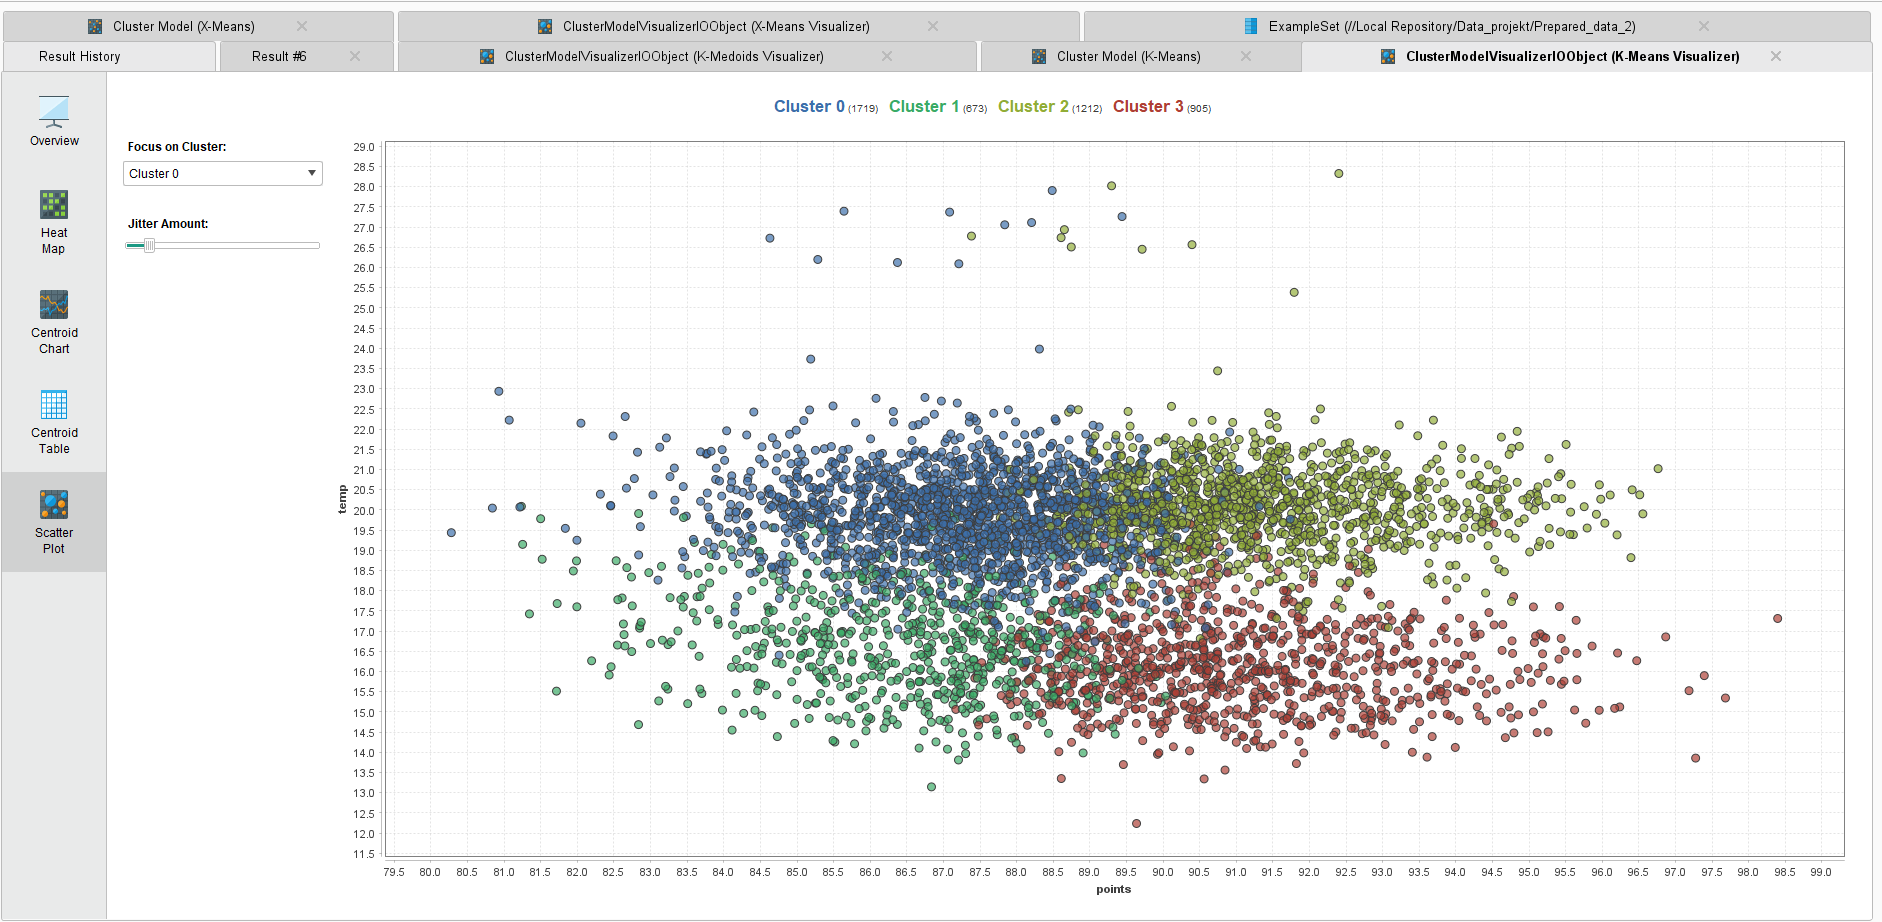 Cluster Model (X-Means)
ClusterModelVisualizerIOObject (X-Means Visualizer)
ExampleSet (//Local Repository/Data_projekt/Prepared_data_2)
Result History
Result #6
ClusterModelVisualizerIOObject (K-Medoids Visualizer)
Cluster Model (K-Means)
ClusterModelVisualizerIOObject (K-Means Visualizer)
Overview
Heat
Map
Centroid
Chart
Centroid
Table
Scatter
Plot
Focus on Cluster:
Cluster 0
Jitter Amount:
Cluster 0 (1719) Cluster 1 (673) Cluster 2 (1212) Cluster 3 (905)
temp
29.0
28.5
28.0
27.5
27.0
26.5
26.0
25.5
25.0
24.5
24.0
23.5
23.0
22.5
22.0
21.5
21.0
20.5
20.0
19.5
19.0
18.5
18.0
17.5
17.0
16.5
16.0
15.5
15.0
14.5
14.0
13.5
13.0
12.5
12.0
11.5
79.5 80.0 80.5 81.0 81.5 82.0 82.5 83.0 83.5 84.0 84.5 85.0 85.5 86.0 86.5 87.0 87.5 88.0 88.5 89.0 89.5 90.0 90.5 91.0 91.5 92.0 92.5 93.0 93.5 94.0 94.5 95.0 95.5 96.0 96.5 97.0 97.5 98.0 98.5 99.0
points